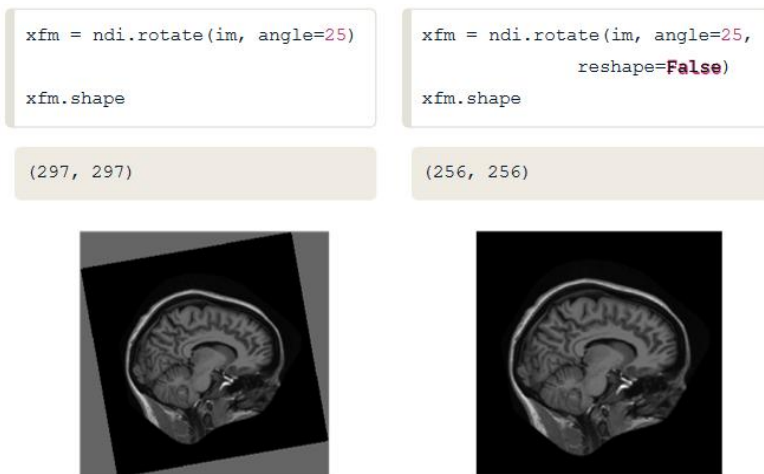 xfm = ndi.rotate(im, angle=25)
xfm.shape
(297, 297)
xfm = ndi.rotate(im, angle=25,
reshape=False)
xfm.shape
(256, 256)